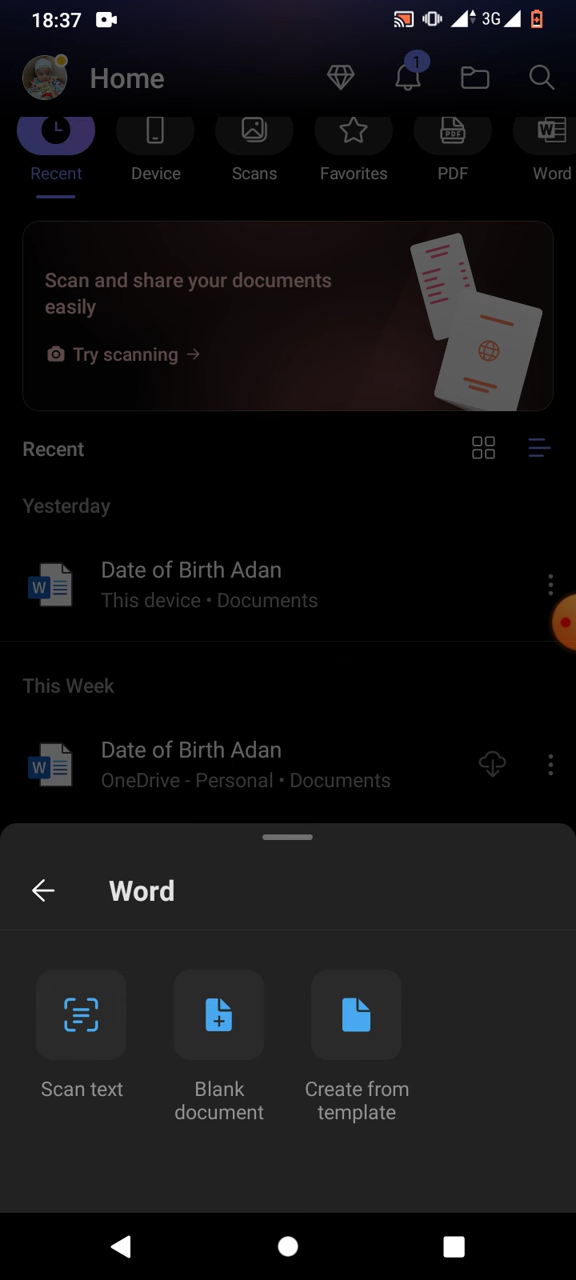 18:37 3G
Home
1
Recent Device Scans Favorites PDF Word
Scan and share your documents
easily
Try scanning →
Recent
Yesterday
Date of Birth Adan
This device • Documents
This Week
Date of Birth Adan
OneDrive - Personal • Documents
Word
Scan text Blank document Create from template